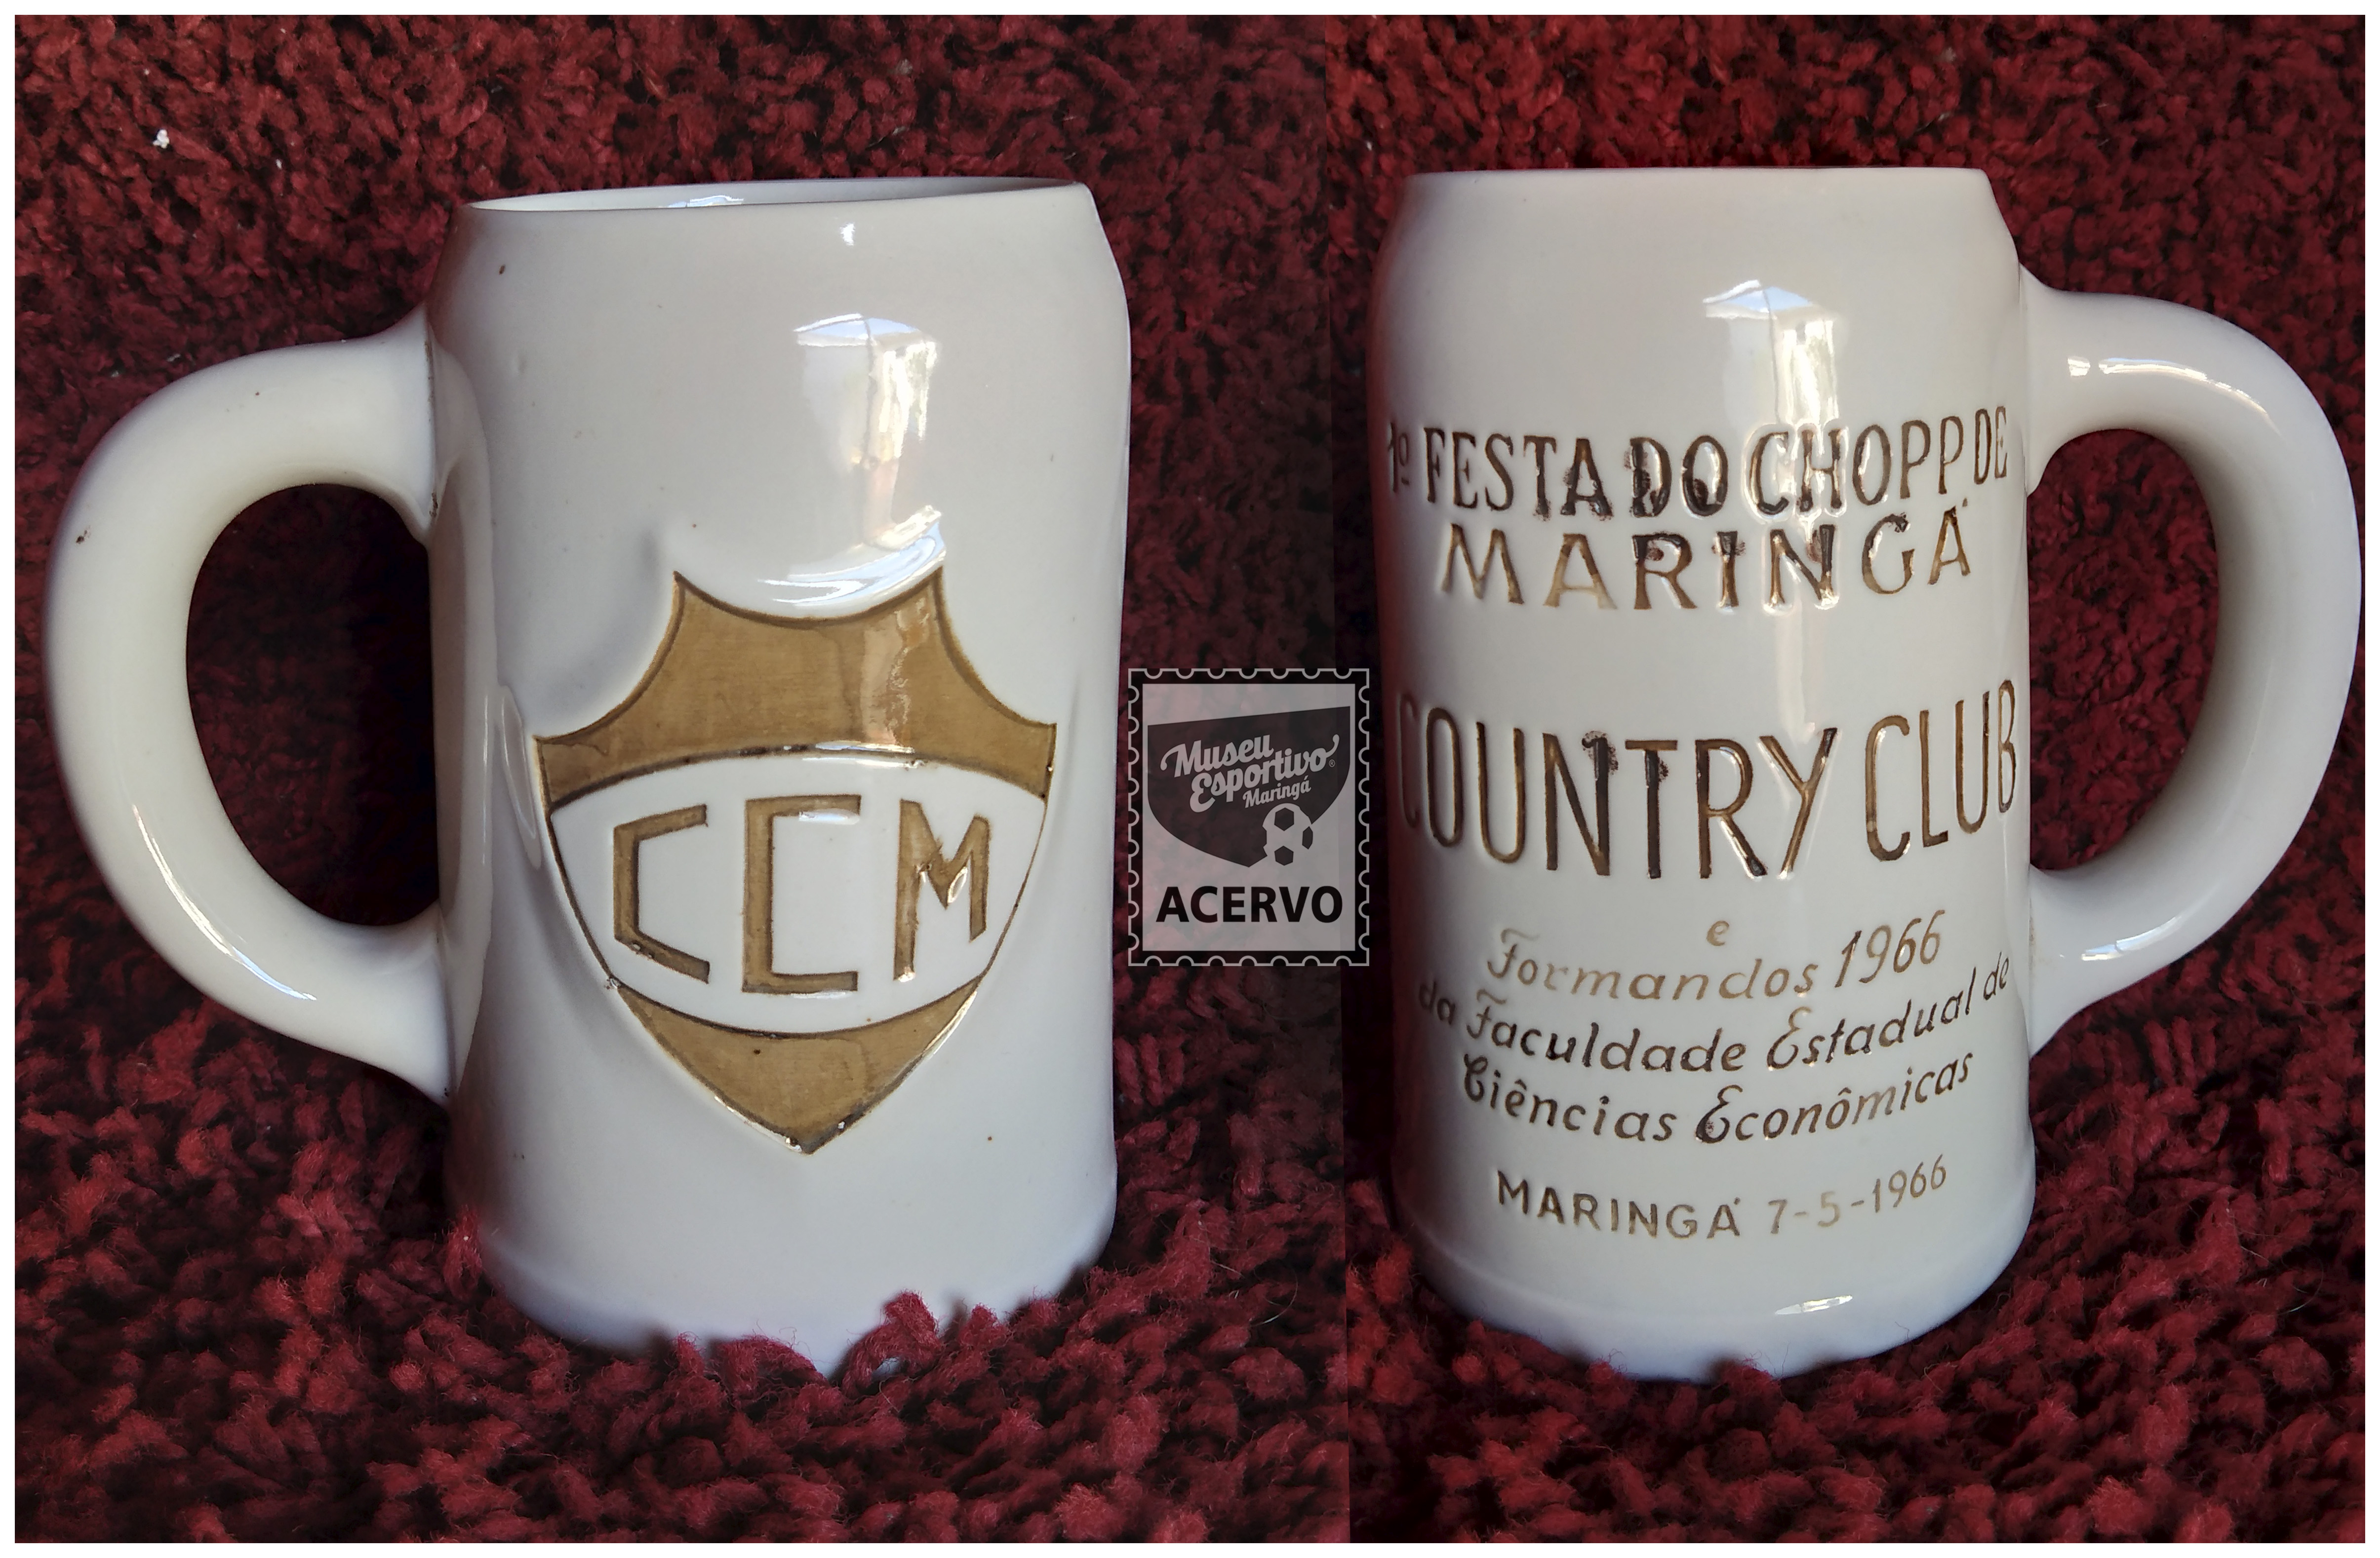 CCM
Museu
Esportivo
Maringá
ACERVO
1º FESTA DO CHOPP DE
MARINGÁ
COUNTRY CLUB
e
Formandos 1966
da Faculdade Estadual de
Ciências Econômicas
MARINGÁ 7-5-1966